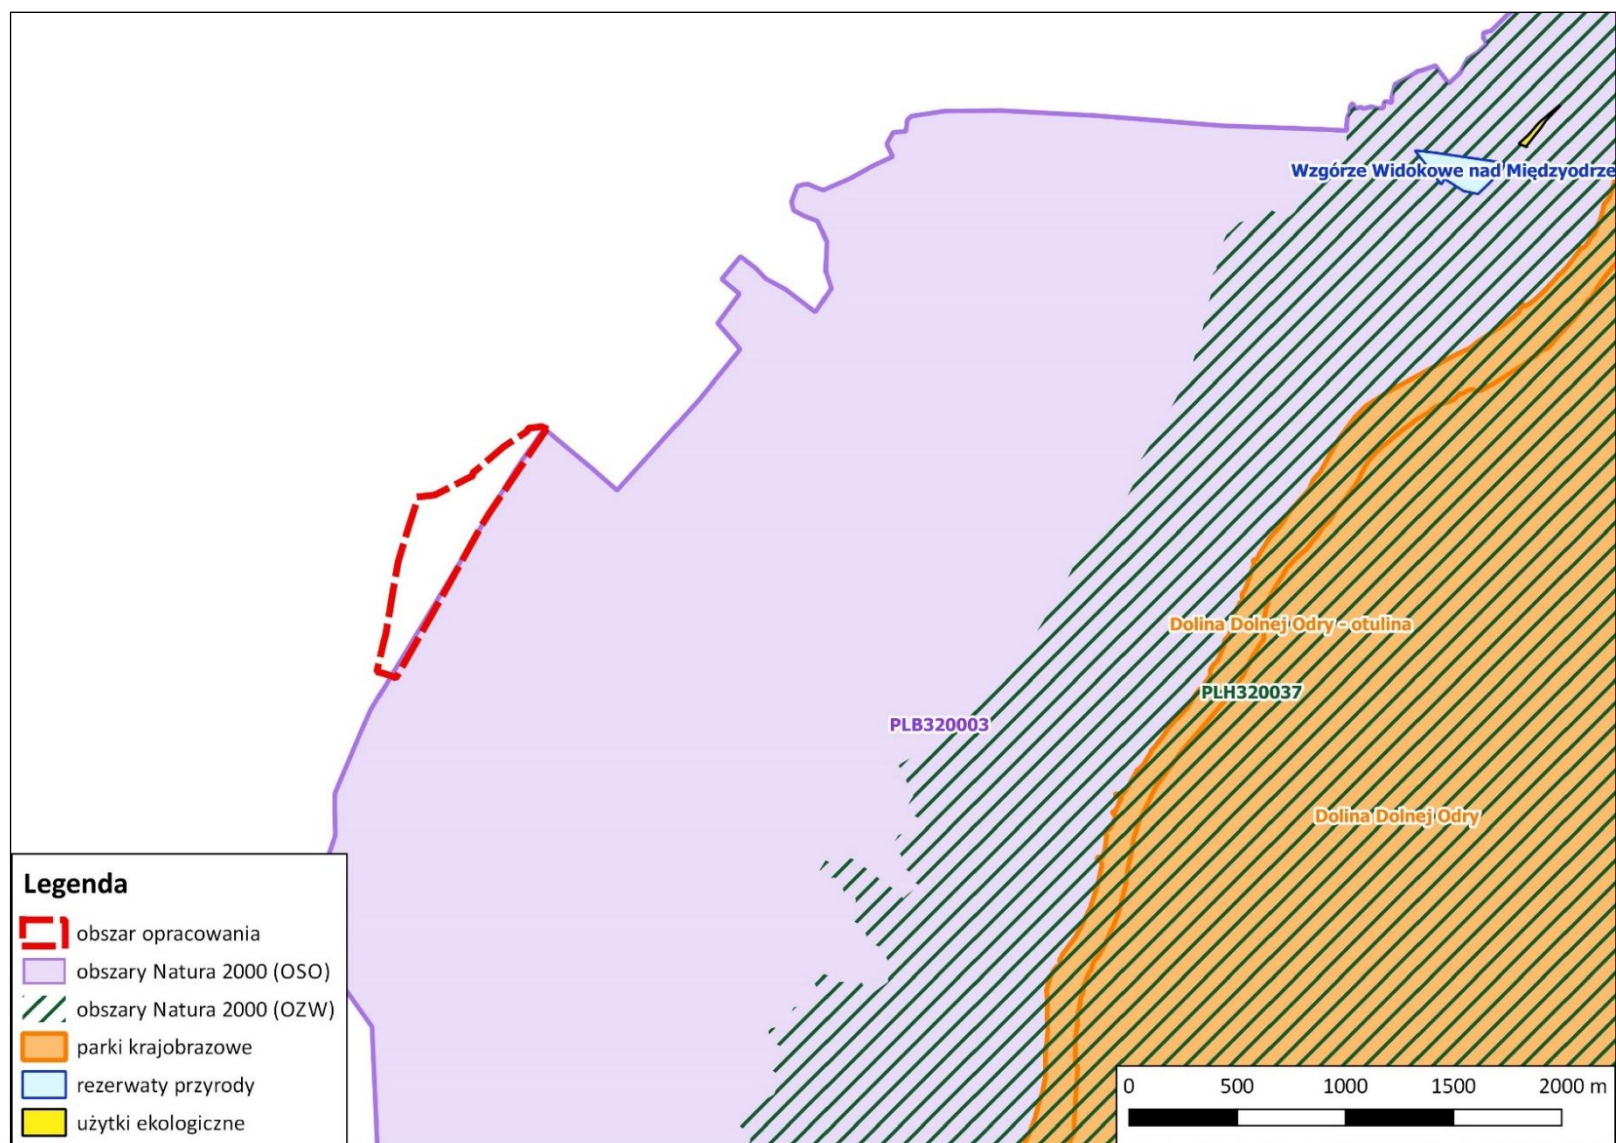 Wzgórze Widokowe nad Międzyodrze
Dolina Dolnej Odry - otulina
PLH320037
PLB320003
Dolina Dolnej Odry
Legenda
obszar opracowania
obszary Natura 2000 (OSO)
obszary Natura 2000 (OZW)
parki krajobrazowe
rezerwaty przyrody
użytki ekologiczne
0 500 1000 1500 2000 m